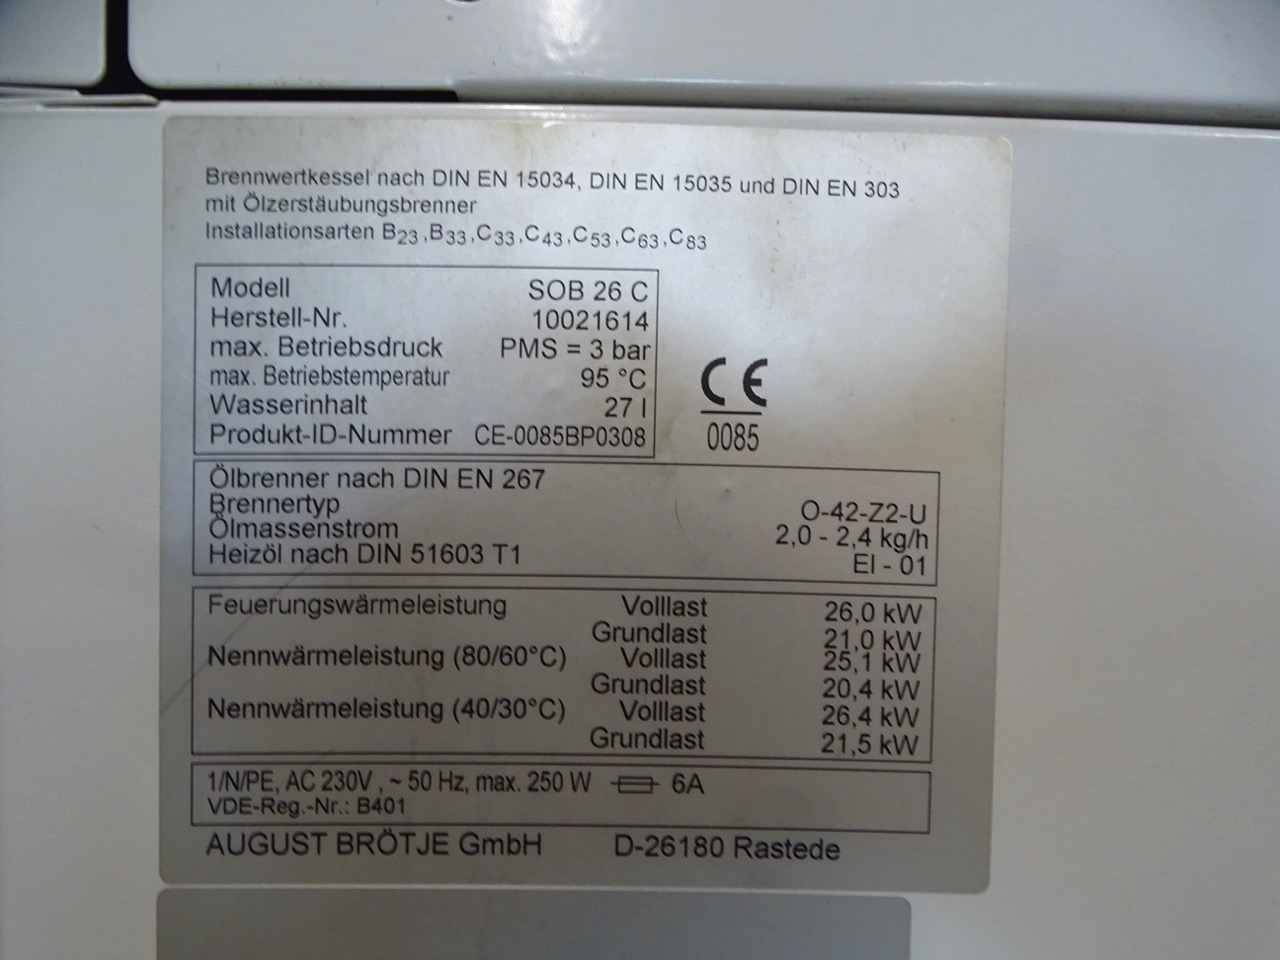 Brennwertkessel nach DIN EN 15034, DIN EN 15035 und DIN EN 303
mit Ölzerstäubungsbrenner
Installationsarten B23,B33,C33,C43,C53,C63,C83
Modell SOB 26 C
Herstell-Nr. 10021614
max. Betriebsdruck PMS = 3 bar
max. Betriebstemperatur 95 °C
Wasserinhalt 27 l
Produkt-ID-Nummer CE-0085BP0308
CE
0085
Ölbrenner nach DIN EN 267
Brennertyp O-42-Z2-U
Ölmassenstrom 2,0 - 2,4 kg/h
Heizöl nach DIN 51603 T1 El - 01
Feuerungswärmeleistung Volllast 26,0 kW
Grundlast 21,0 kW
Nennwärmeleistung (80/60°C) Volllast 25,1 kW
Grundlast 20,4 kW
Nennwärmeleistung (40/30°C) Volllast 26,4 kW
Grundlast 21,5 kW
1/N/PE, AC 230V , ~ 50 Hz, max. 250 W 6A
VDE-Reg.-Nr.: B401
AUGUST BRÖTJE GmbH D-26180 Rastede